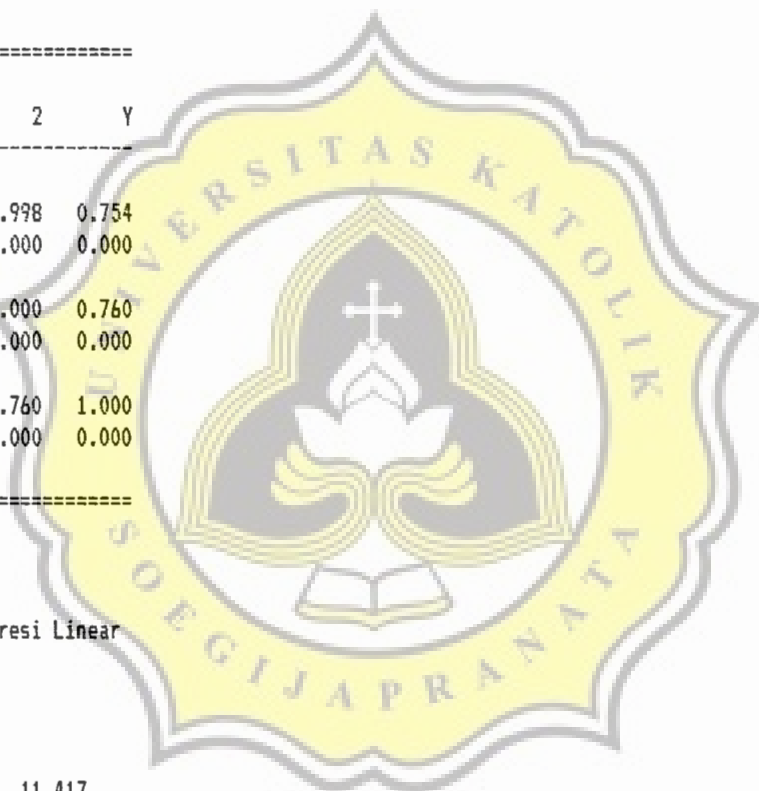 ============
2 Y
------------
.998 0.754
.000 0.000
.000 0.760
.000 0.000
.760 1.000
.000 0.000
============
resi Linear
11.417
UNIVERSITAS KATOLIK
SOEGIJAPRANATA